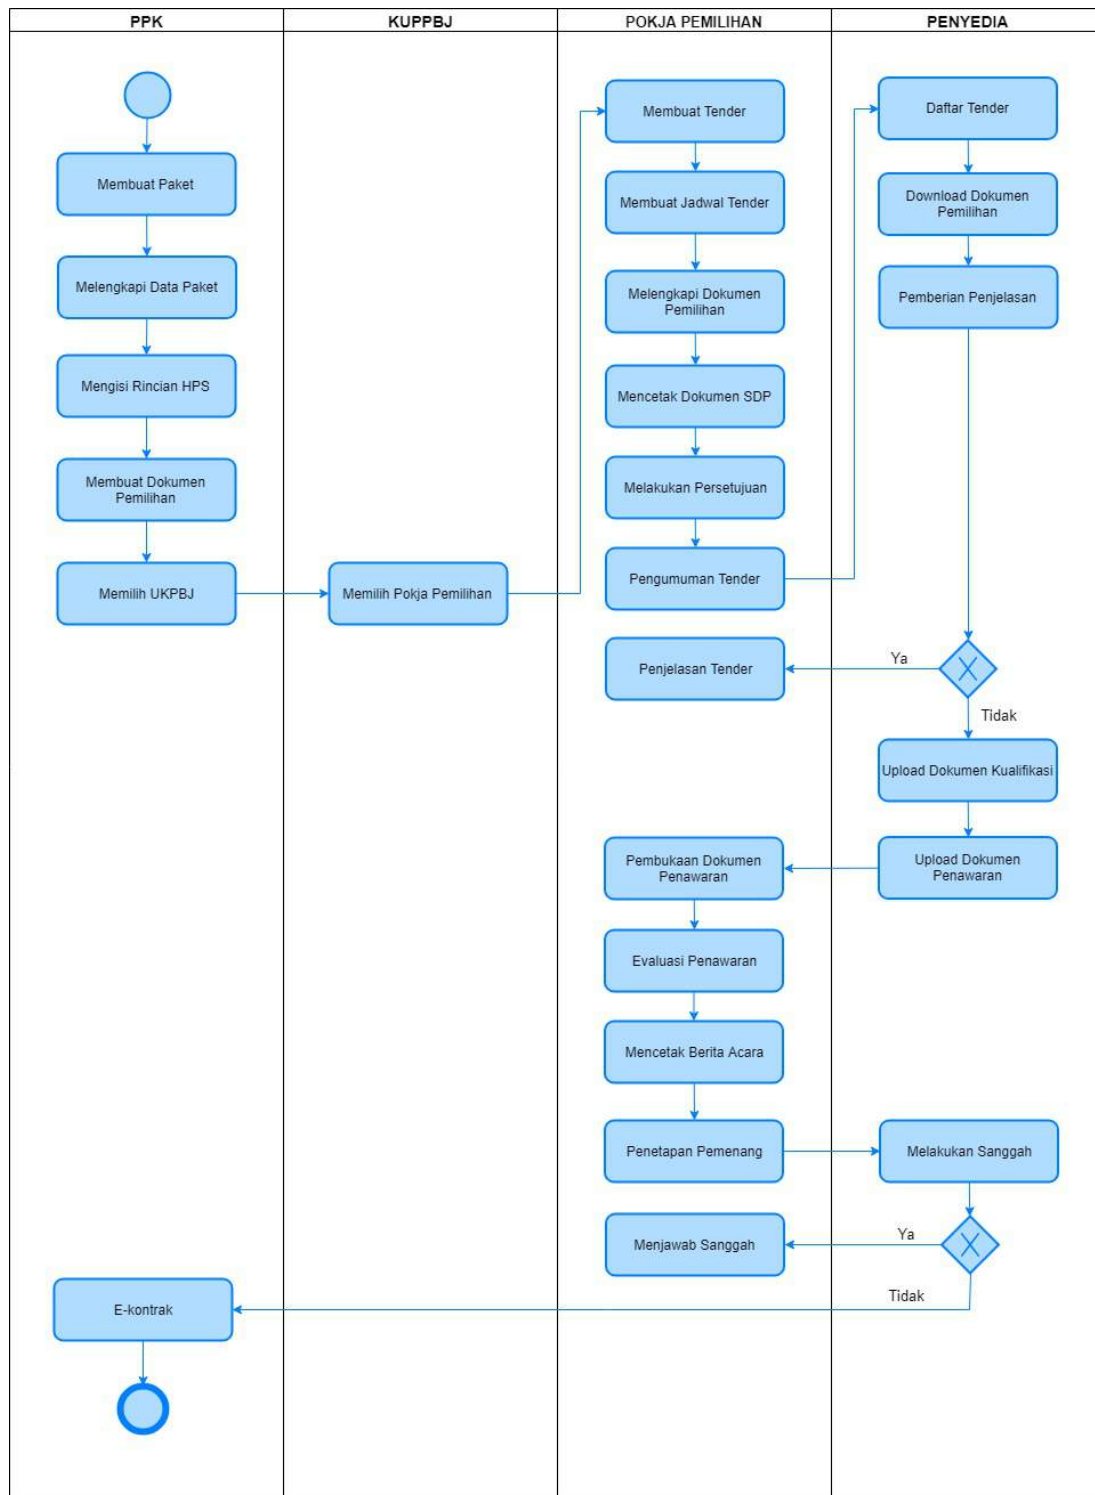 PPK
KUPPBJ
POKJA PEMILIHAN
PENYEDIA
Membuat Paket
Melengkapi Data Paket
Mengisi Rincian HPS
Membuat Dokumen
Pemilihan
Memilih UKPBJ
Memilih Pokja Pemilihan
Membuat Tender
Membuat Jadwal Tender
Melengkapi Dokumen
Pemilihan
Mencetak Dokumen SDP
Melakukan Persetujuan
Pengumuman Tender
Daftar Tender
Download Dokumen
Pemilihan
Pemberian Penjelasan
Ya
Penjelasan Tender
Tidak
Upload Dokumen Kualifikasi
Upload Dokumen
Penawaran
Pembukaan Dokumen
Penawaran
Evaluasi Penawaran
Mencetak Berita Acara
Penetapan Pemenang
Melakukan Sanggah
Ya
Menjawab Sanggah
Tidak
E-kontrak